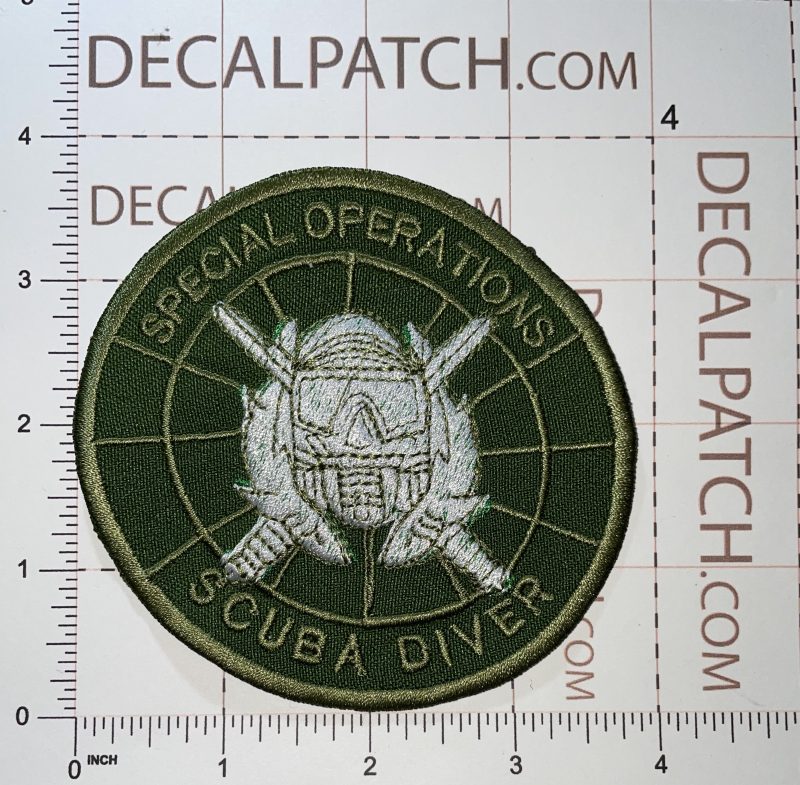 DECALPATCH.COM
4
4
DECAL
M
DECALPATCH.COM
SPECIAL OPERATIONS
3
D
2
1
SCUBA DIVER
.COM
0
0 INCH 1 2 3 4